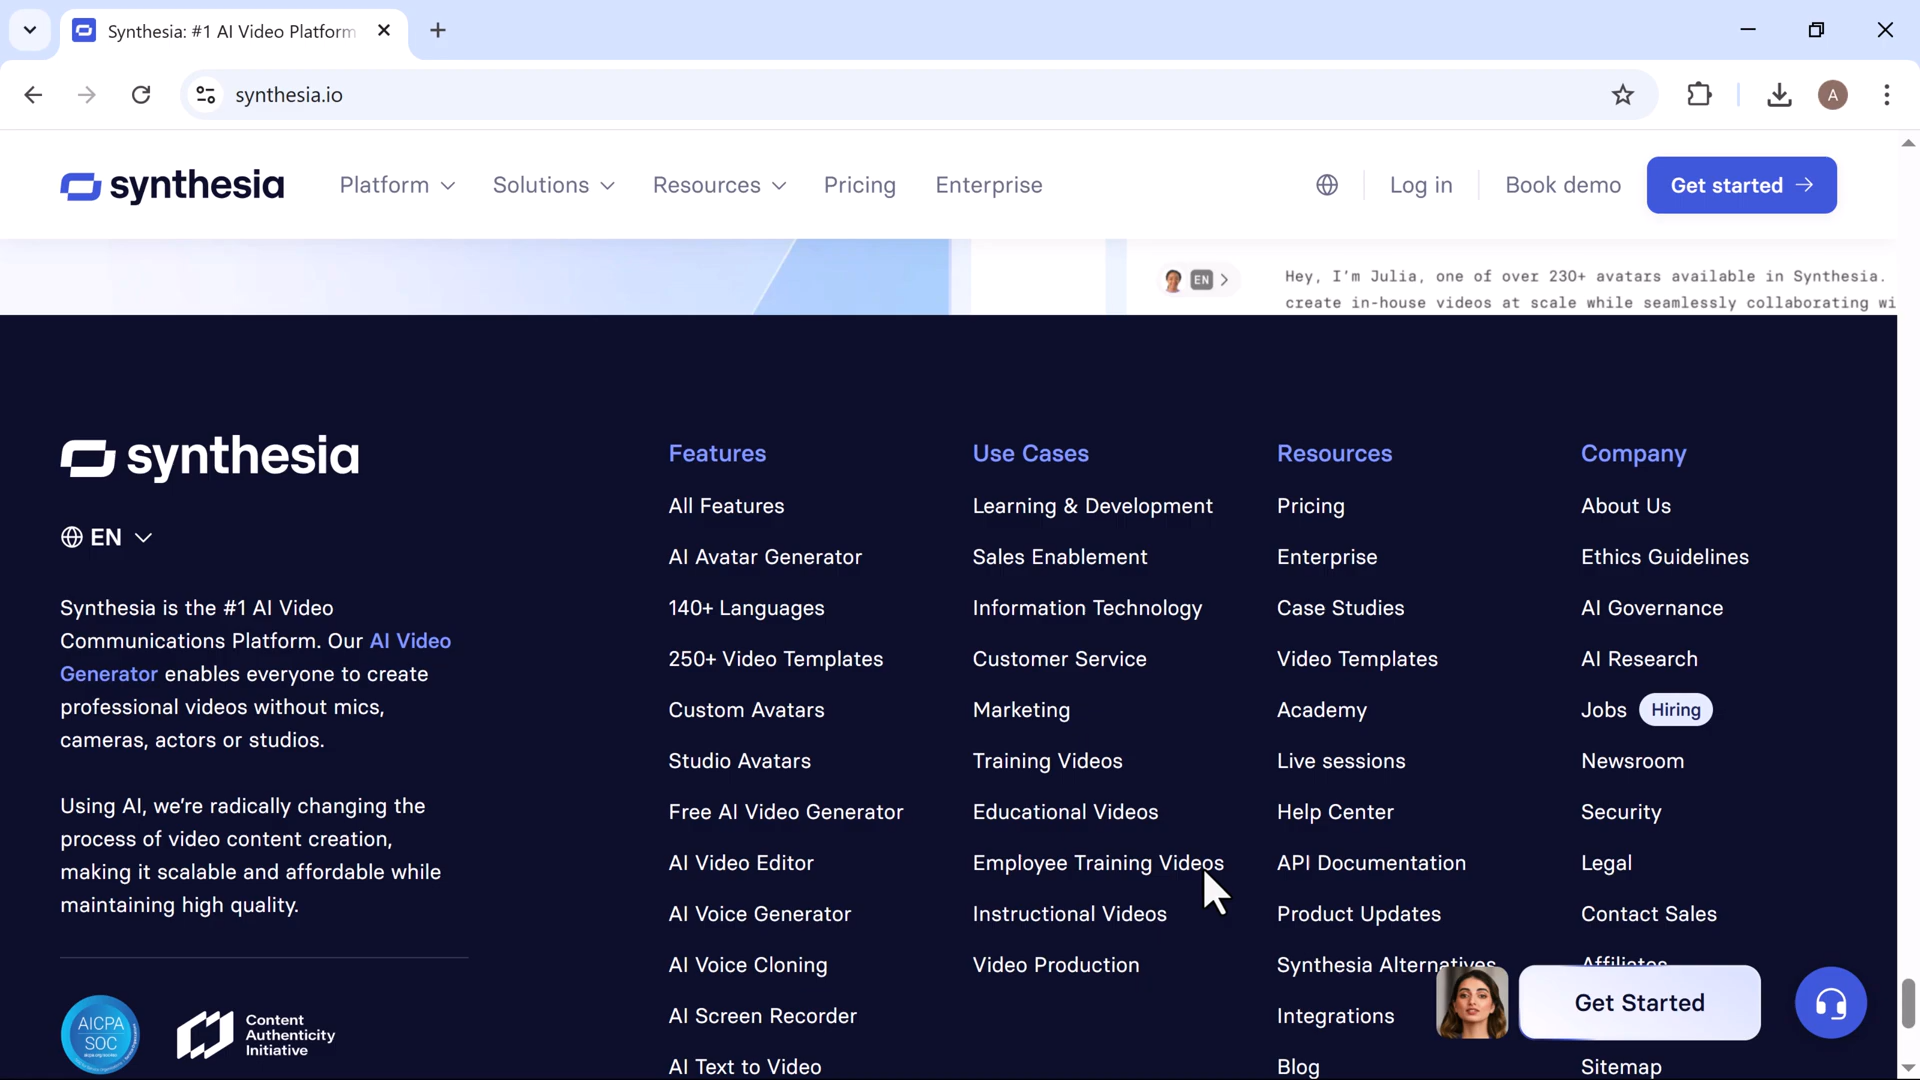 Synthesia: #1 AI Video Platform
synthesia.io
A
synthesia
Platform
Solutions
Resources
Pricing
Enterprise
Log in
Book demo
Get started
EN
Hey, I'm Julia, one of over 230+ avatars available in Synthesia.
create in-house videos at scale while seamlessly collaborating wi
synthesia
EN
Synthesia is the #1 AI Video
Communications Platform. Our AI Video
Generator enables everyone to create
professional videos without mics,
cameras, actors or studios.
Using AI, we're radically changing the
process of video content creation,
making it scalable and affordable while
maintaining high quality.
AICPA
SOC
Content
Authenticity
Initiative
Features
All Features
AI Avatar Generator
140+ Languages
250+ Video Templates
Custom Avatars
Studio Avatars
Free AI Video Generator
AI Video Editor
AI Voice Generator
AI Voice Cloning
AI Screen Recorder
AI Text to Video
Use Cases
Learning & Development
Sales Enablement
Information Technology
Customer Service
Marketing
Training Videos
Educational Videos
Employee Training Videos
Instructional Videos
Video Production
Resources
Pricing
Enterprise
Case Studies
Video Templates
Academy
Live sessions
Help Center
API Documentation
Product Updates
Synthesia Alternatives
Integrations
Blog
Company
About Us
Ethics Guidelines
AI Governance
AI Research
Jobs Hiring
Newsroom
Security
Legal
Contact Sales
Affiliates
Sitemap
Get Started